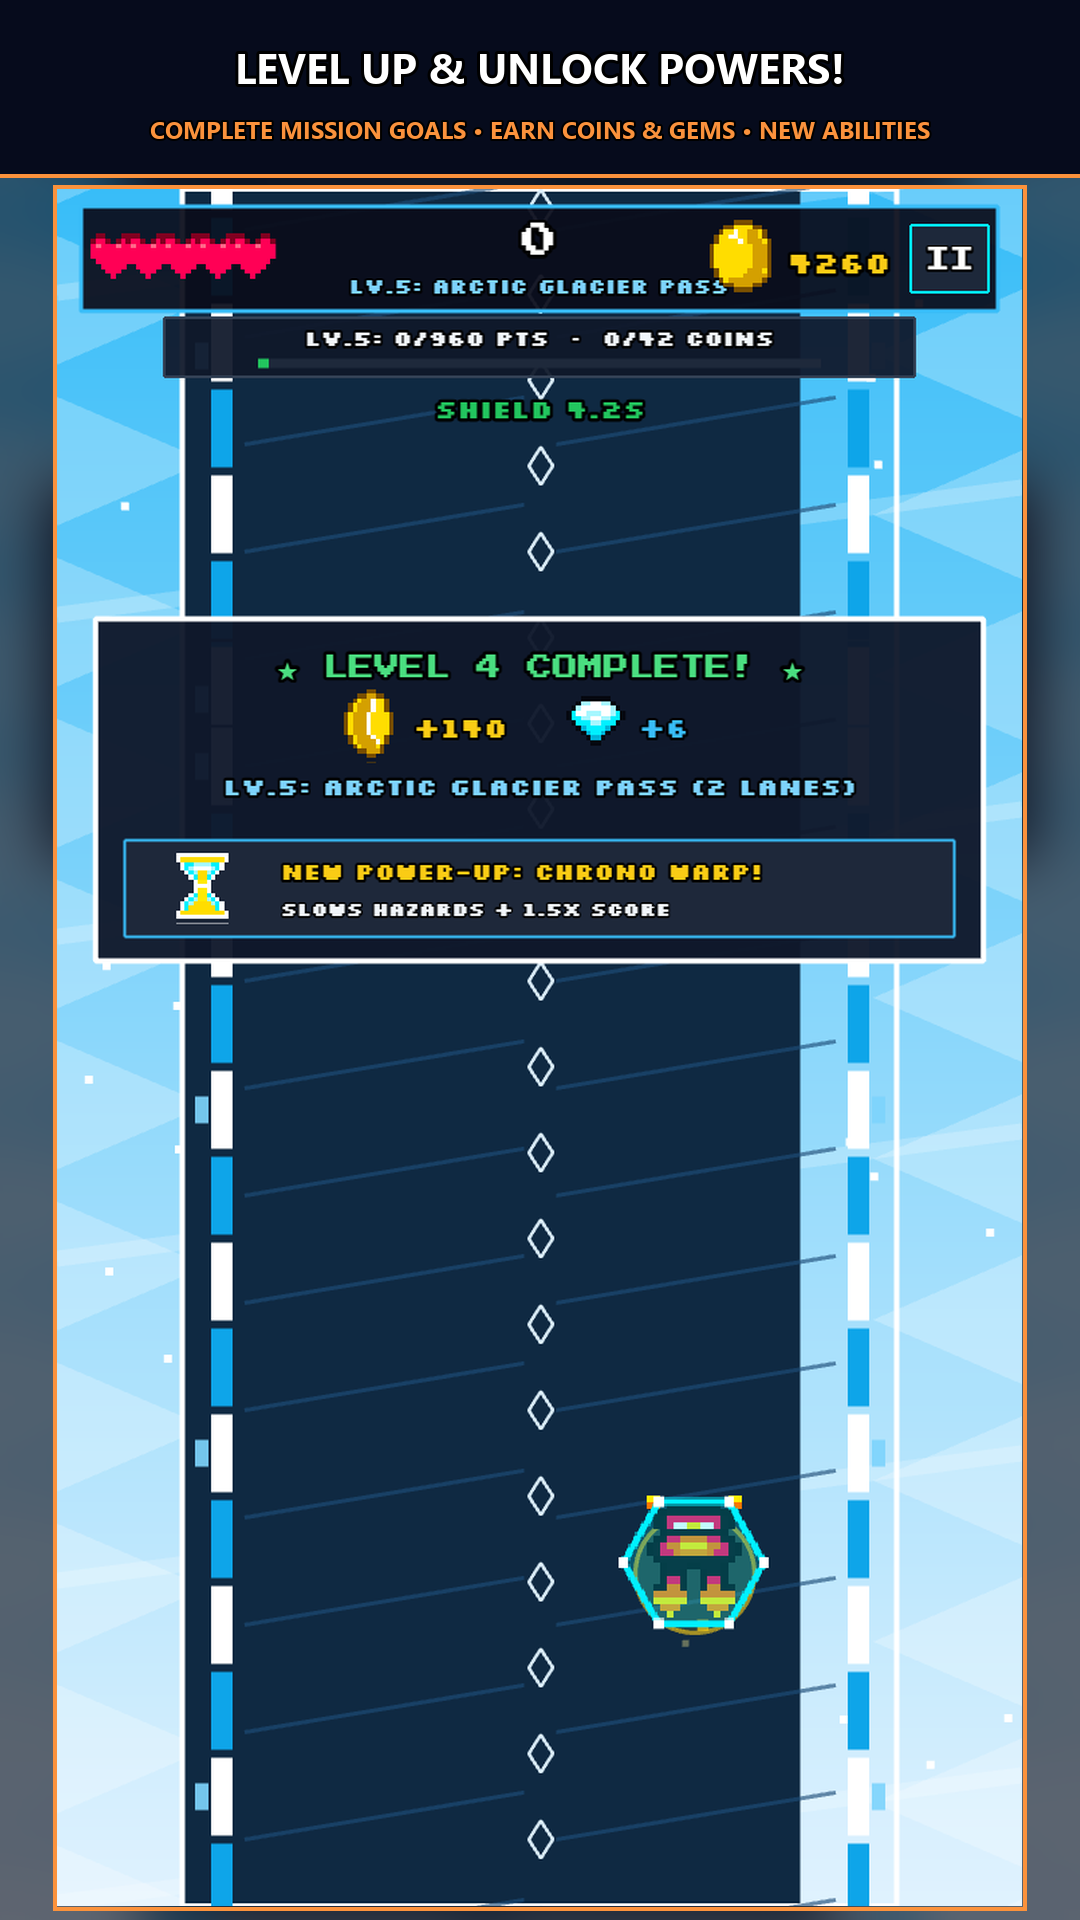 LEVEL UP & UNLOCK POWERS!
COMPLETE MISSION GOALS • EARN COINS & GEMS • NEW ABILITIES
0
4260
II
LV.5: ARCTIC GLACIER PASS
LV.5: 0/960 PTS - 0/42 COINS
SHIELD 4.2S
★ LEVEL 4 COMPLETE! ★
+140 +6
LV.5: ARCTIC GLACIER PASS (2 LANES)
NEW POWER-UP: CHRONO WARP!
SLOWS HAZARDS + 1.5X SCORE